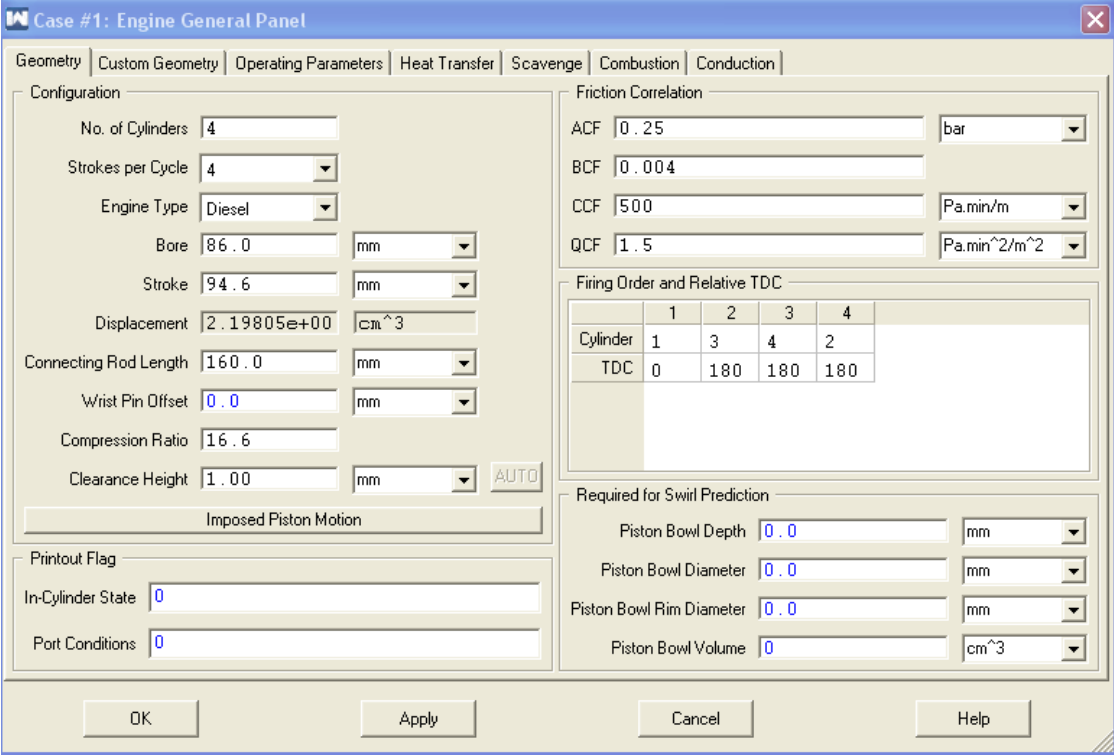 Case #1: Engine General Panel
Geometry Custom Geometry Operating Parameters Heat Transfer Scavenge Combustion Conduction
Configuration
No. of Cylinders 4
Strokes per Cycle 4
Engine Type Diesel
Bore 86.0 mm
Stroke 94.6 mm
Displacement 2.19805e+00 cm^3
Connecting Rod Length 160.0 mm
Wrist Pin Offset 0.0 mm
Compression Ratio 16.6
Clearance Height 1.00 mm AUTO
Imposed Piston Motion
Printout Flag
In-Cylinder State 0
Port Conditions 0
Friction Correlation
ACF 0.25 bar
BCF 0.004
CCF 500 Pa.min/m
QCF 1.5 Pa.min^2/m^2
Firing Order and Relative TDC
1 2 3 4
Cylinder 1 3 4 2
TDC 0 180 180 180
Required for Swirl Prediction
Piston Bowl Depth 0.0 mm
Piston Bowl Diameter 0.0 mm
Piston Bowl Rim Diameter 0.0 mm
Piston Bowl Volume 0 cm^3
OK Apply Cancel Help